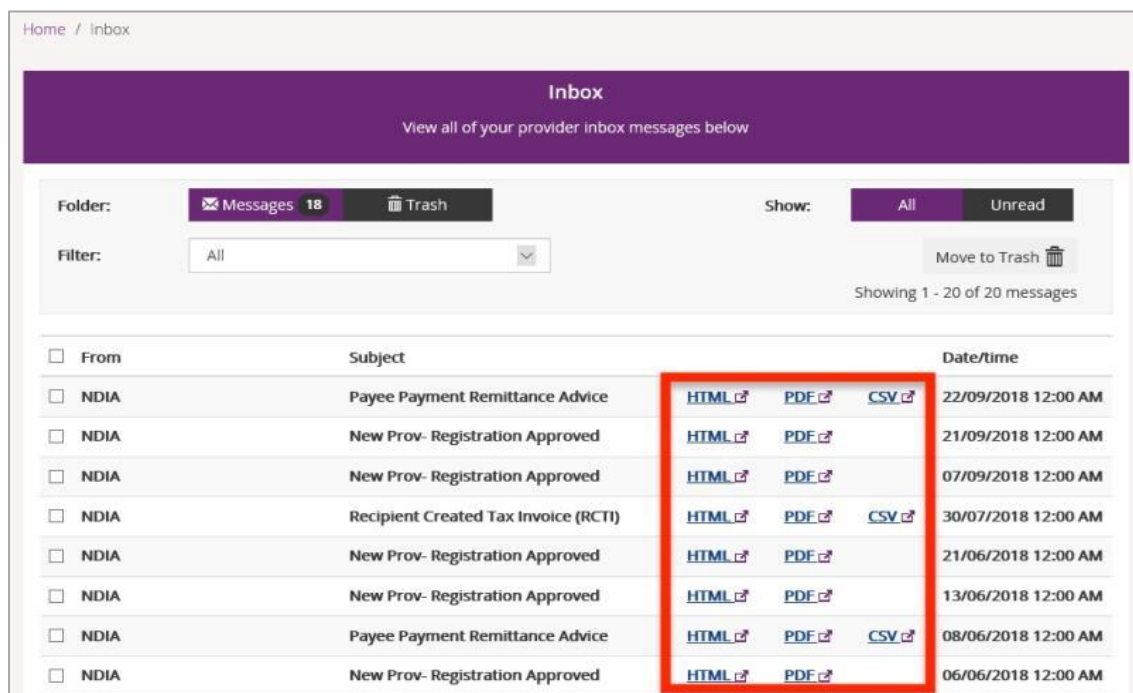 Home / Inbox
Inbox
View all of your provider inbox messages below
Folder: Messages 18 Trash Show: All Unread
Filter: All Move to Trash
Showing 1 - 20 of 20 messages
From Subject Date/time
NDIA Payee Payment Remittance Advice HTML PDF CSV 22/09/2018 12:00 AM
NDIA New Prov- Registration Approved HTML PDF 21/09/2018 12:00 AM
NDIA New Prov- Registration Approved HTML PDF 07/09/2018 12:00 AM
NDIA Recipient Created Tax Invoice (RCTI) HTML PDF CSV 30/07/2018 12:00 AM
NDIA New Prov- Registration Approved HTML PDF 21/06/2018 12:00 AM
NDIA New Prov- Registration Approved HTML PDF 13/06/2018 12:00 AM
NDIA Payee Payment Remittance Advice HTML PDF CSV 08/06/2018 12:00 AM
NDIA New Prov- Registration Approved HTML PDF 06/06/2018 12:00 AM